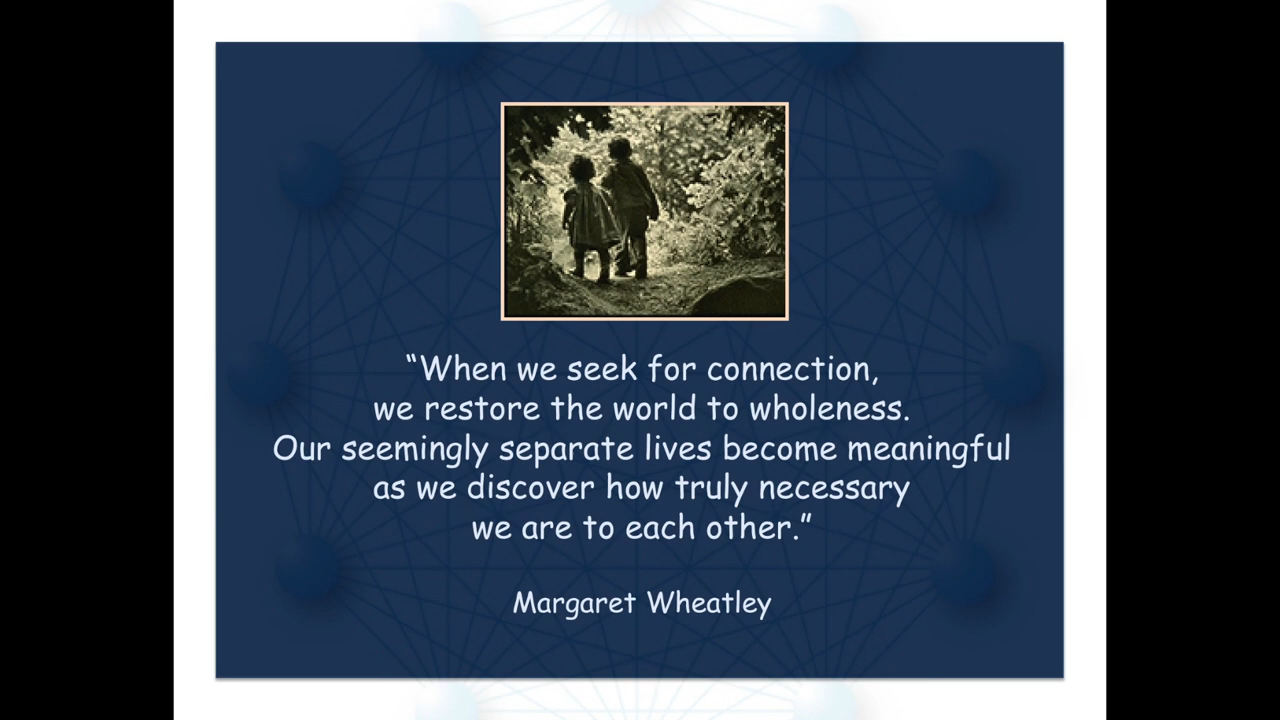 “When we seek for connection,
we restore the world to wholeness.
Our seemingly separate lives become meaningful
as we discover how truly necessary
we are to each other.”
Margaret Wheatley